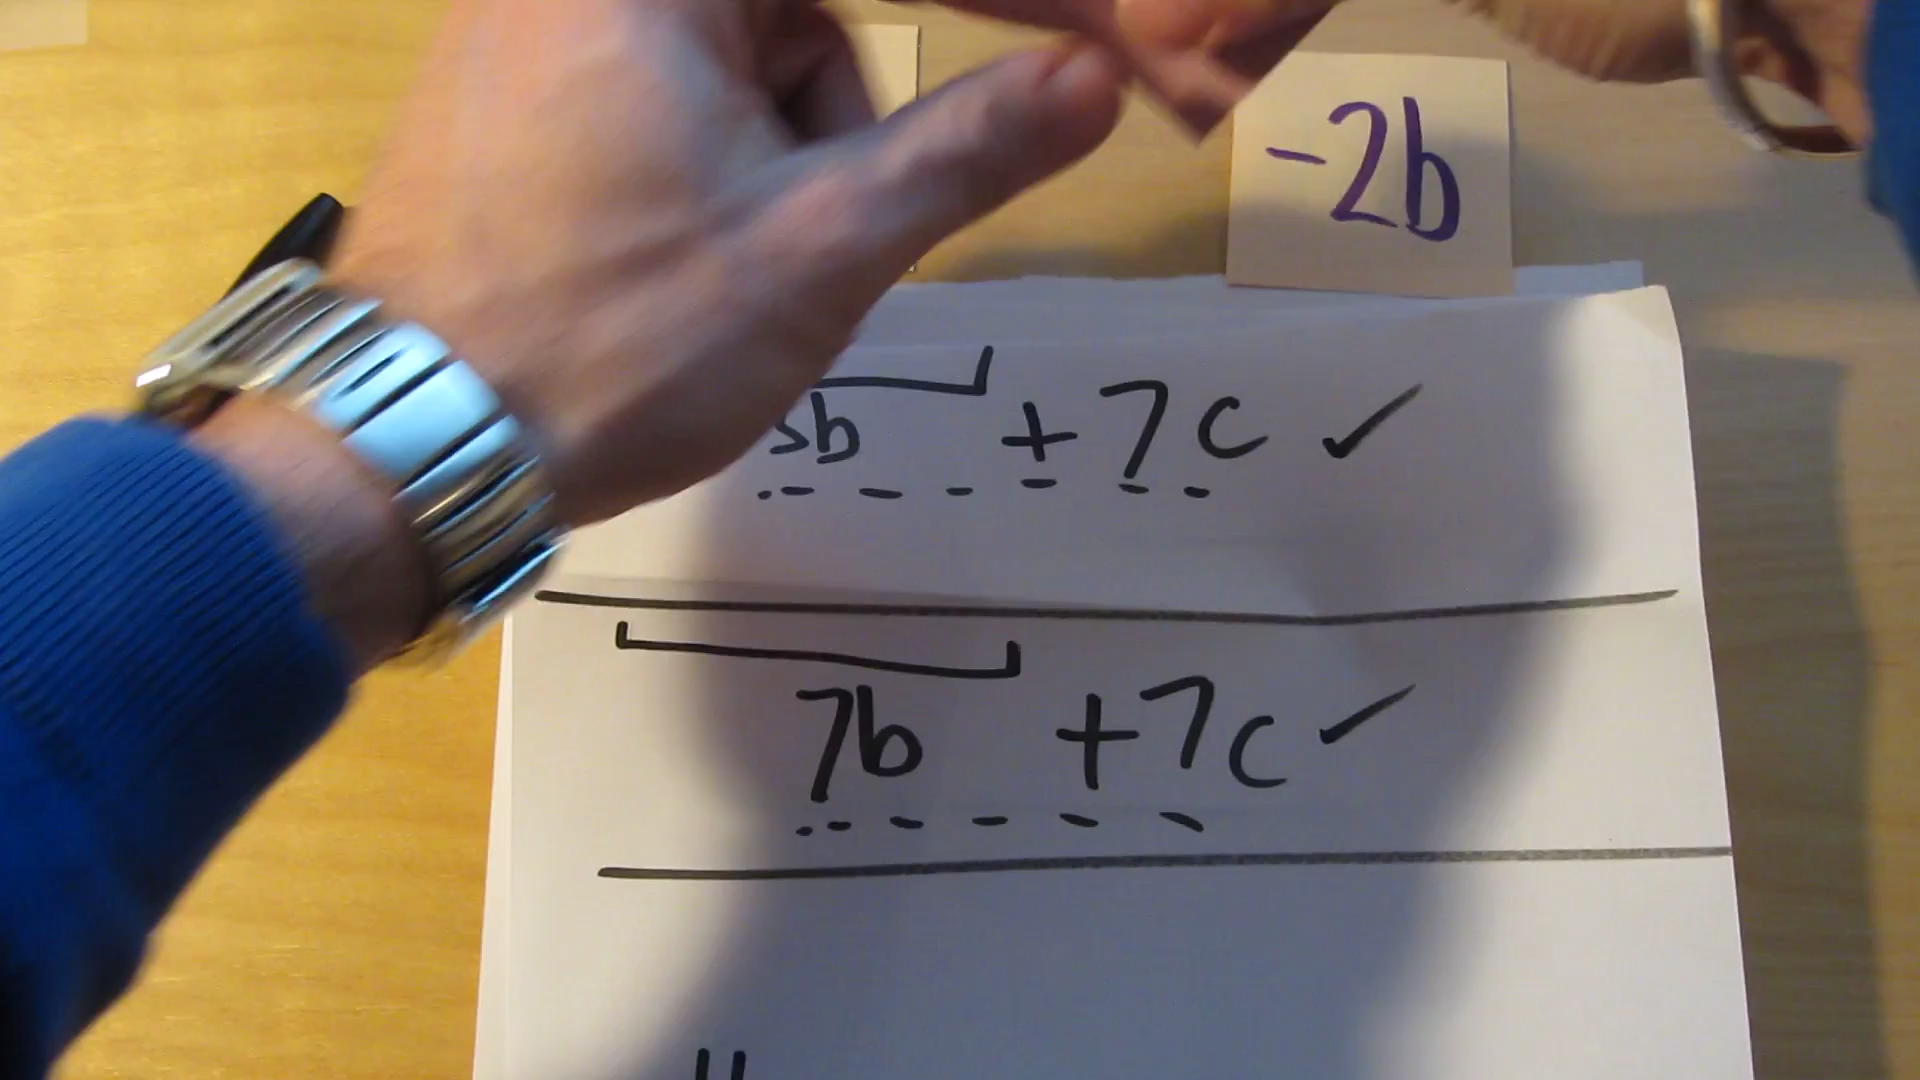 -2b
b + 7c ✓
7b + 7c ✓